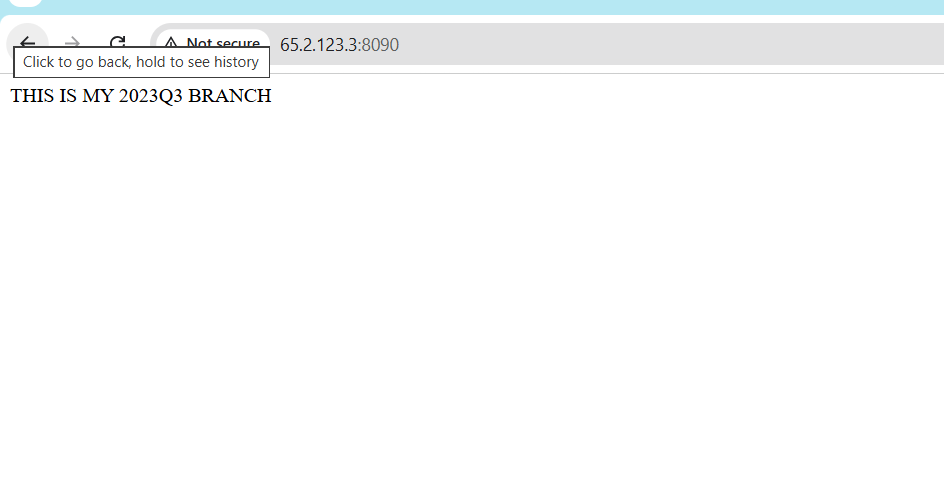 Not secure 65.2.123.3:8090
Click to go back, hold to see history
THIS IS MY 2023Q3 BRANCH